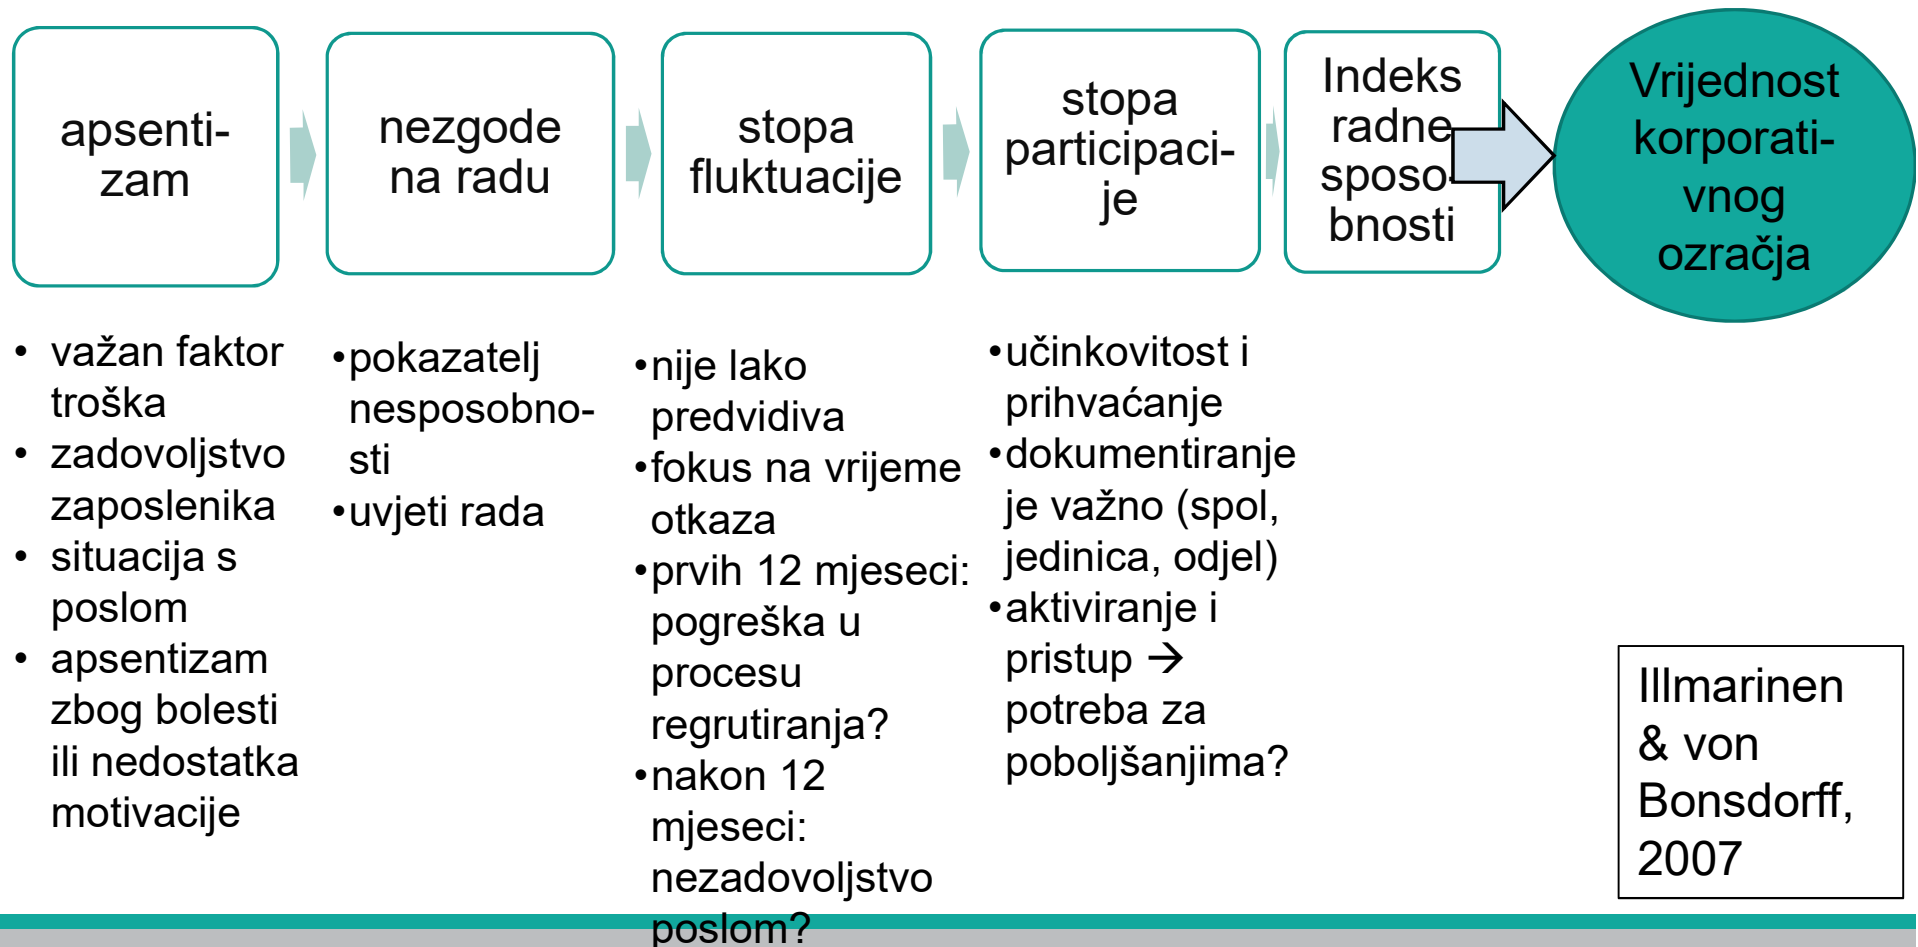 apsenti-
zam
nezgode
na radu
stopa
fluktuacije
stopa
participaci-
je
Indeks
radne
sposo-
bnosti
Vrijednost
korporati-
vnog
ozračja
• važan faktor
troška
• zadovoljstvo
zaposlenika
• situacija s
poslom
• apsentizam
zbog bolesti
ili nedostatka
motivacije
•pokazatelj
nesposobno-
sti
•uvjeti rada
•nije lako
predvidiva
•fokus na vrijeme
otkaza
•prvih 12 mjeseci:
pogreška u
procesu
regrutiranja?
•nakon 12
mjeseci:
nezadovoljstvo
poslom?
•učinkovitost i
prihvaćanje
•dokumentiranje
je važno (spol,
jedinica, odjel)
•aktiviranje i
pristup →
potreba za
poboljšanjima?
Illmarinen
& von
Bonsdorff,
2007